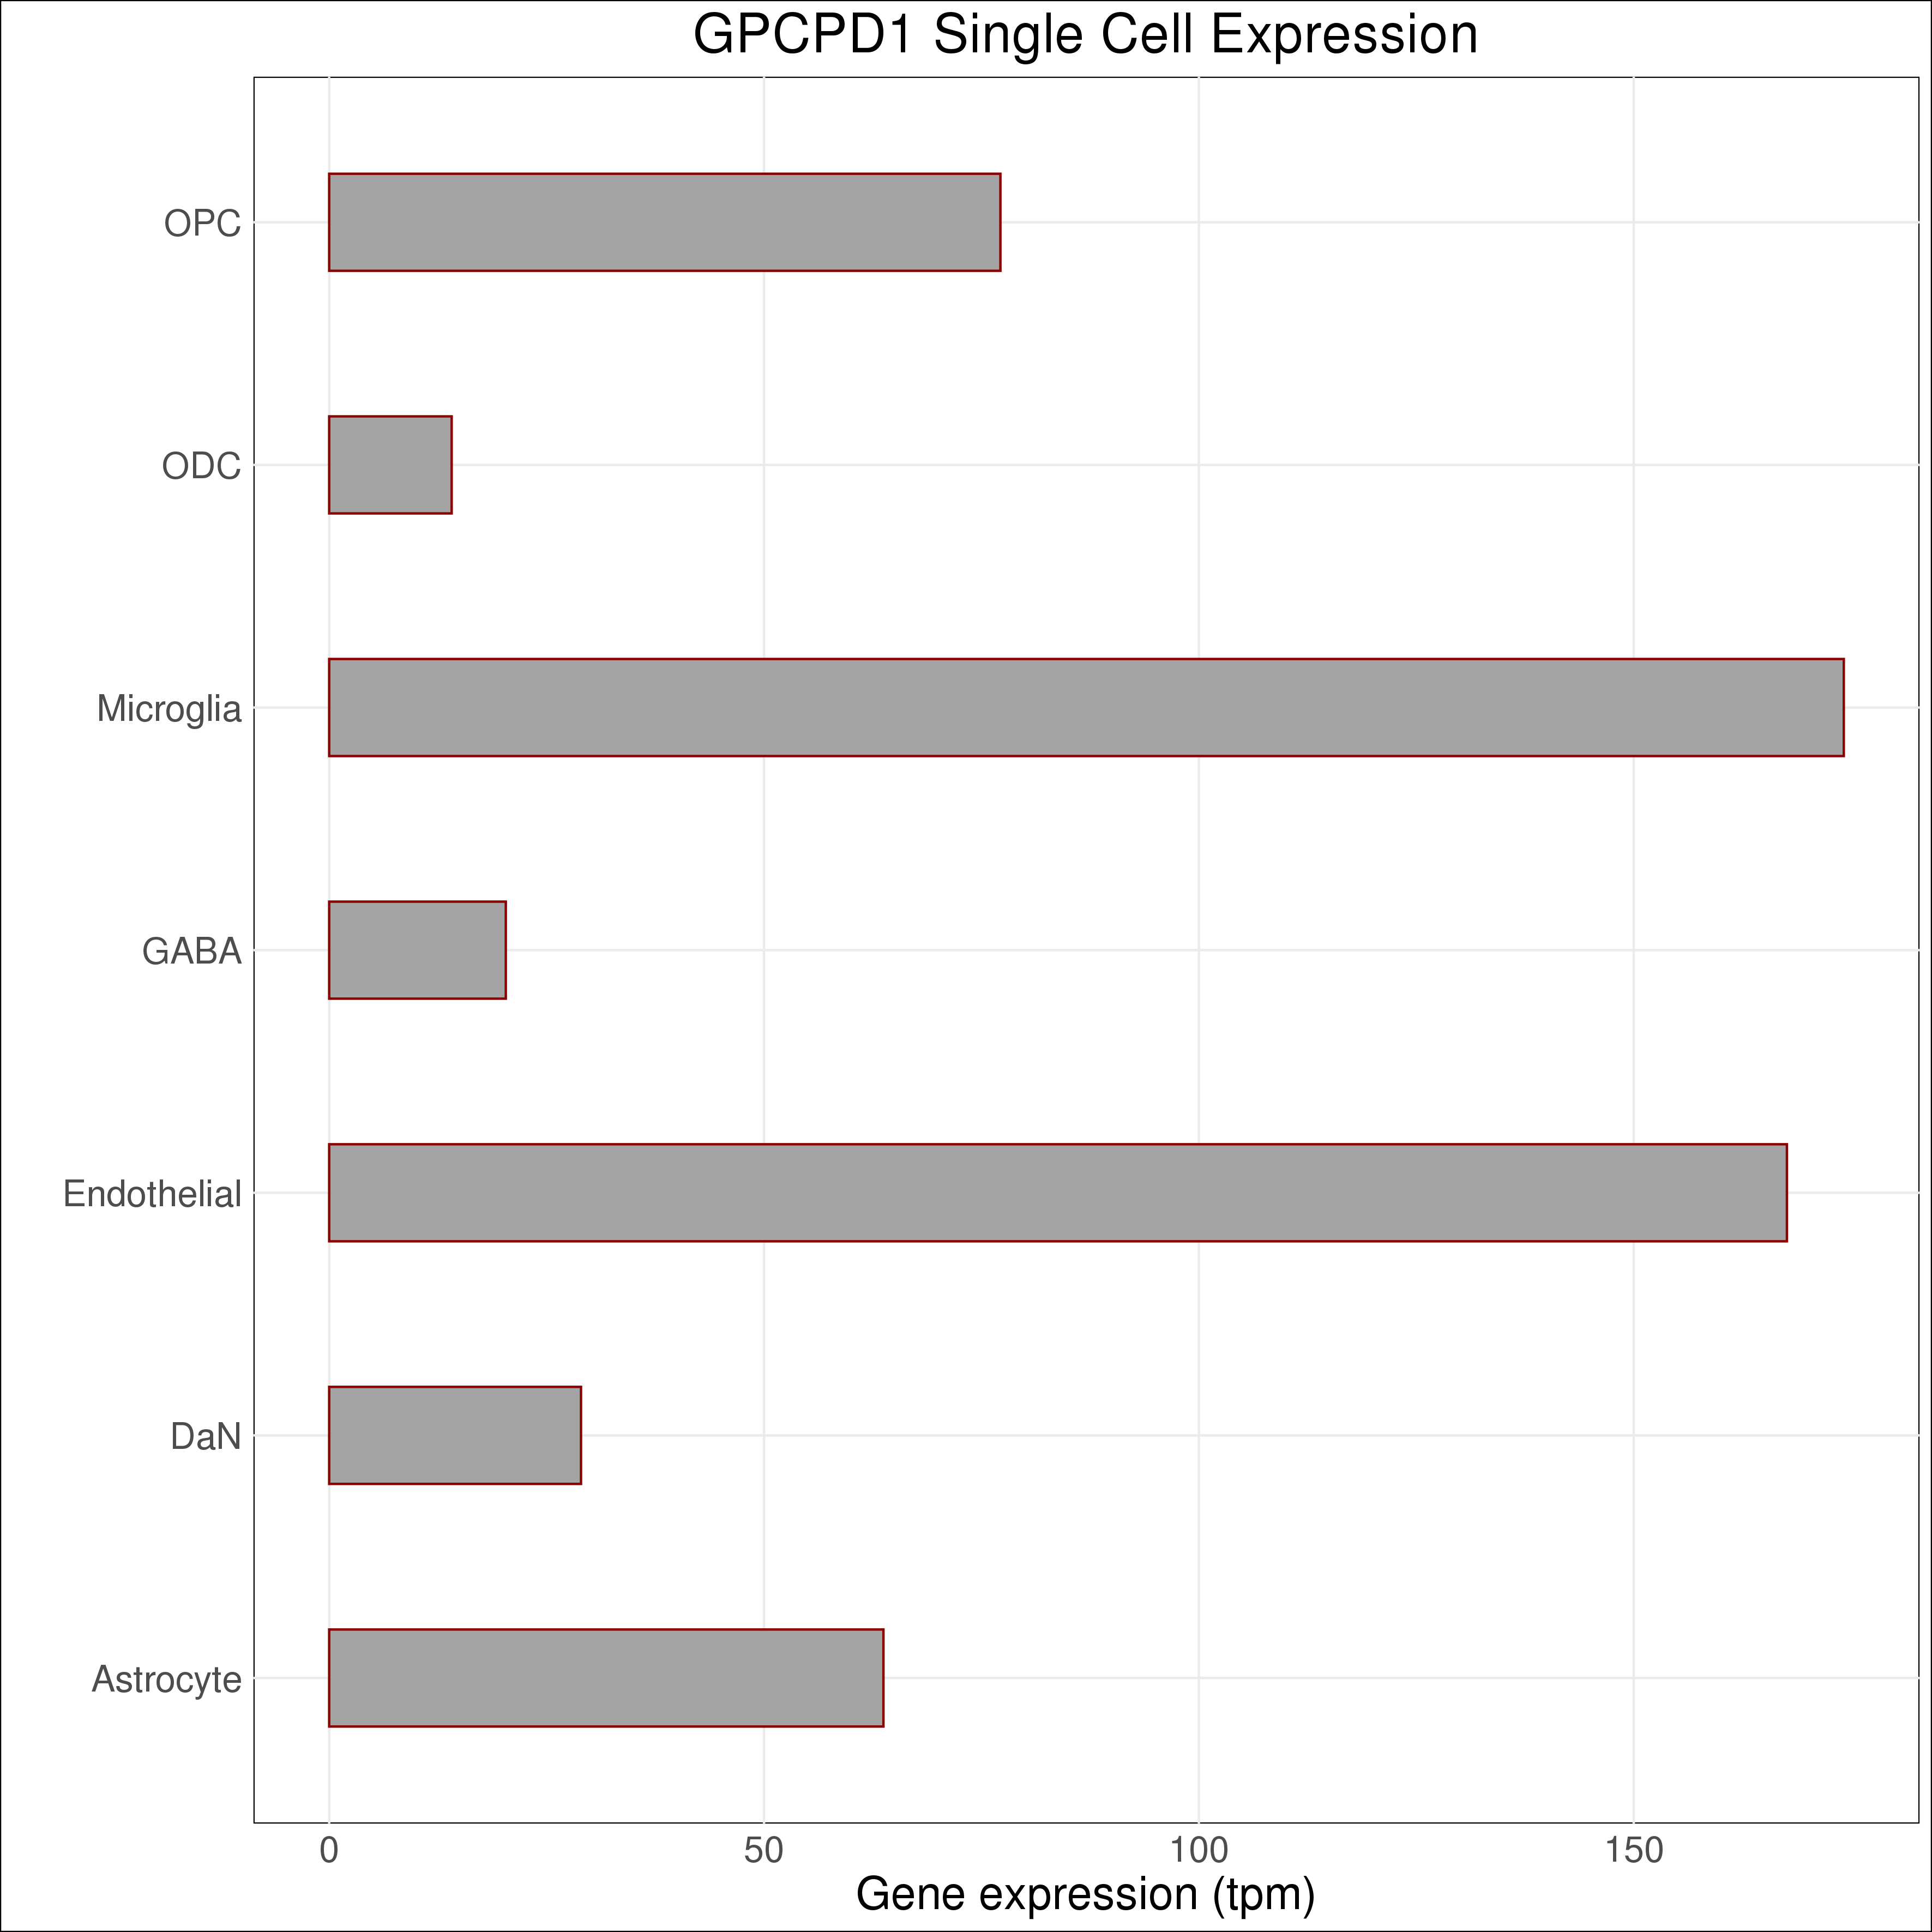 GPCPD1 Single Cell Expression
OPC
ODC
Microglia
GABA
Endothelial
DaN
Astrocyte
0 50 100 150
Gene expression (tpm)